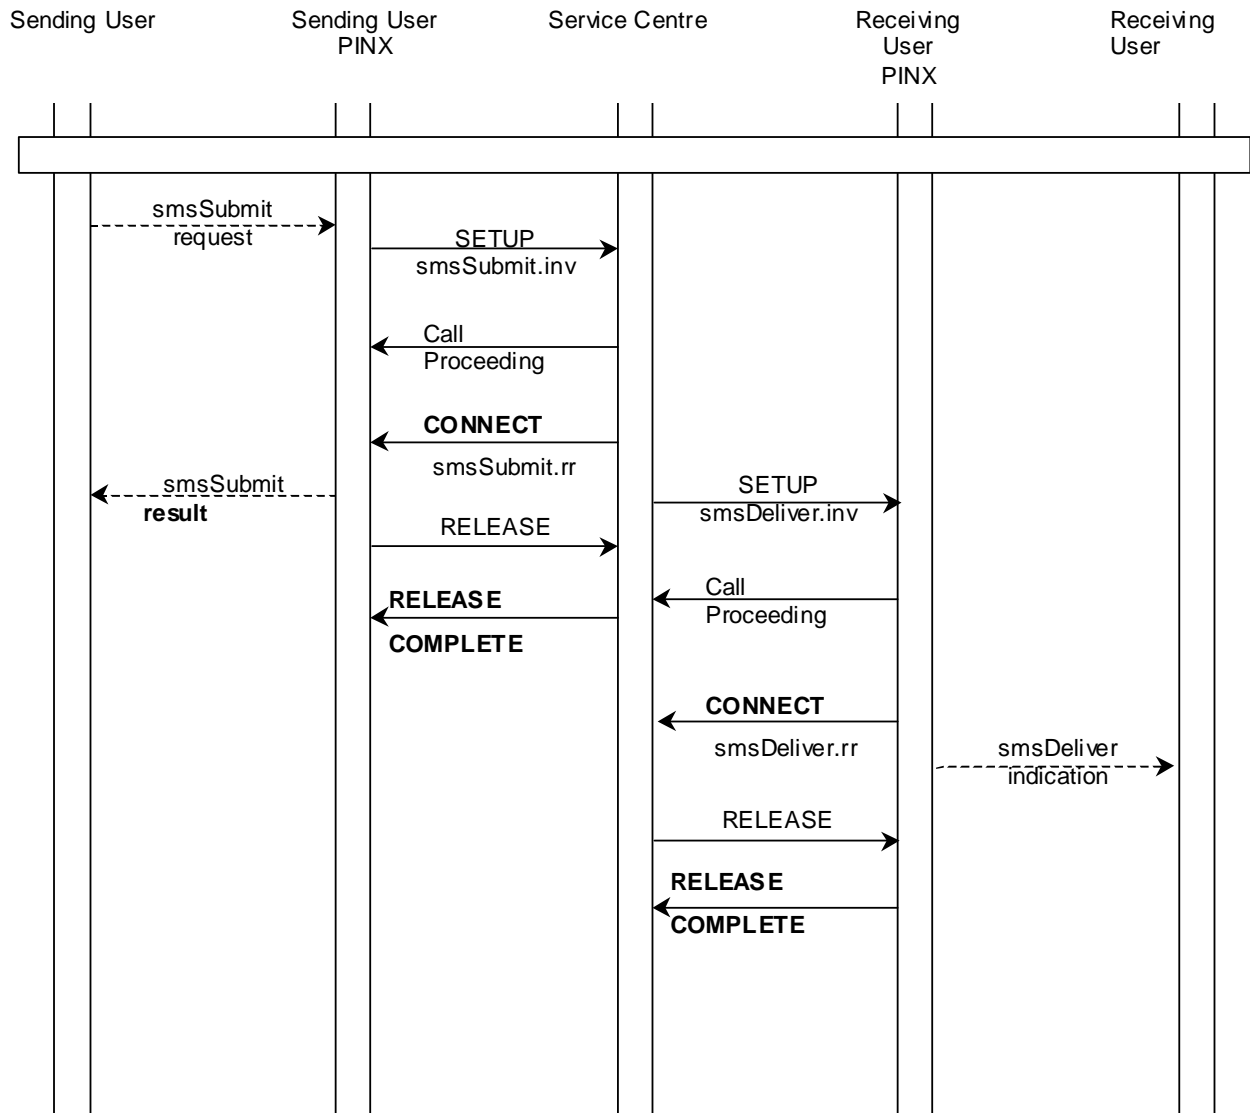 Sending User
Sending User
PINX
Service Centre
Receiving
User
PINX
Receiving
User
smsSubmit
request
SETUP
smsSubmit.inv
Call
Proceeding
CONNECT
smsSubmit.rr
smsSubmit
result
SETUP
smsDeliver.inv
RELEASE
Call
Proceeding
RELEASE
COMPLETE
CONNECT
smsDeliver.rr
smsDeliver
indication
RELEASE
RELEASE
COMPLETE